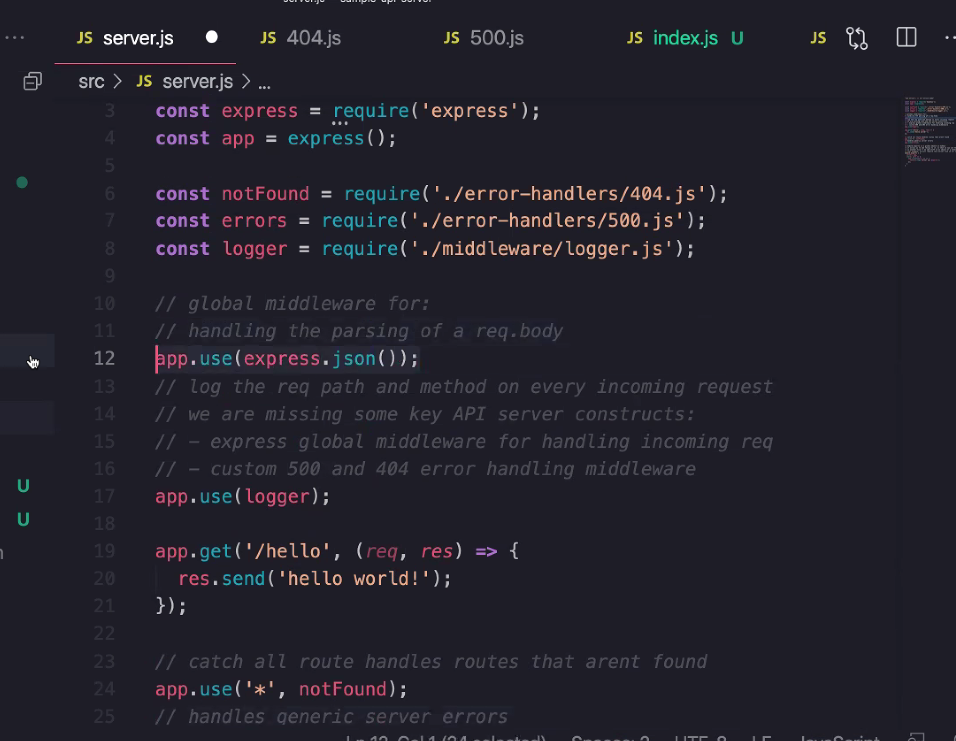 server.js - sample-api-server
··· JS server.js ● JS 404.js JS 500.js JS index.js U JS
src > JS server.js > ...
3 const express = require('express');
4 const app = express();
5
6 const notFound = require('./error-handlers/404.js');
7 const errors = require('./error-handlers/500.js');
8 const logger = require('./middleware/logger.js');
9
10 // global middleware for:
11 // handling the parsing of a req.body
12 app.use(express.json());
13 // log the req path and method on every incoming request
14 // we are missing some key API server constructs:
15 // - express global middleware for handling incoming req
16 // - custom 500 and 404 error handling middleware
U 17 app.use(logger);
U 18
19 app.get('/hello', (req, res) => {
20 res.send('hello world!');
21 });
22
23 // catch all route handles routes that arent found
24 app.use('*', notFound);
25 // handles generic server errors
Ln 12, Col 1 (24 selected) Spaces: 2 UTF-8 LF JavaScript